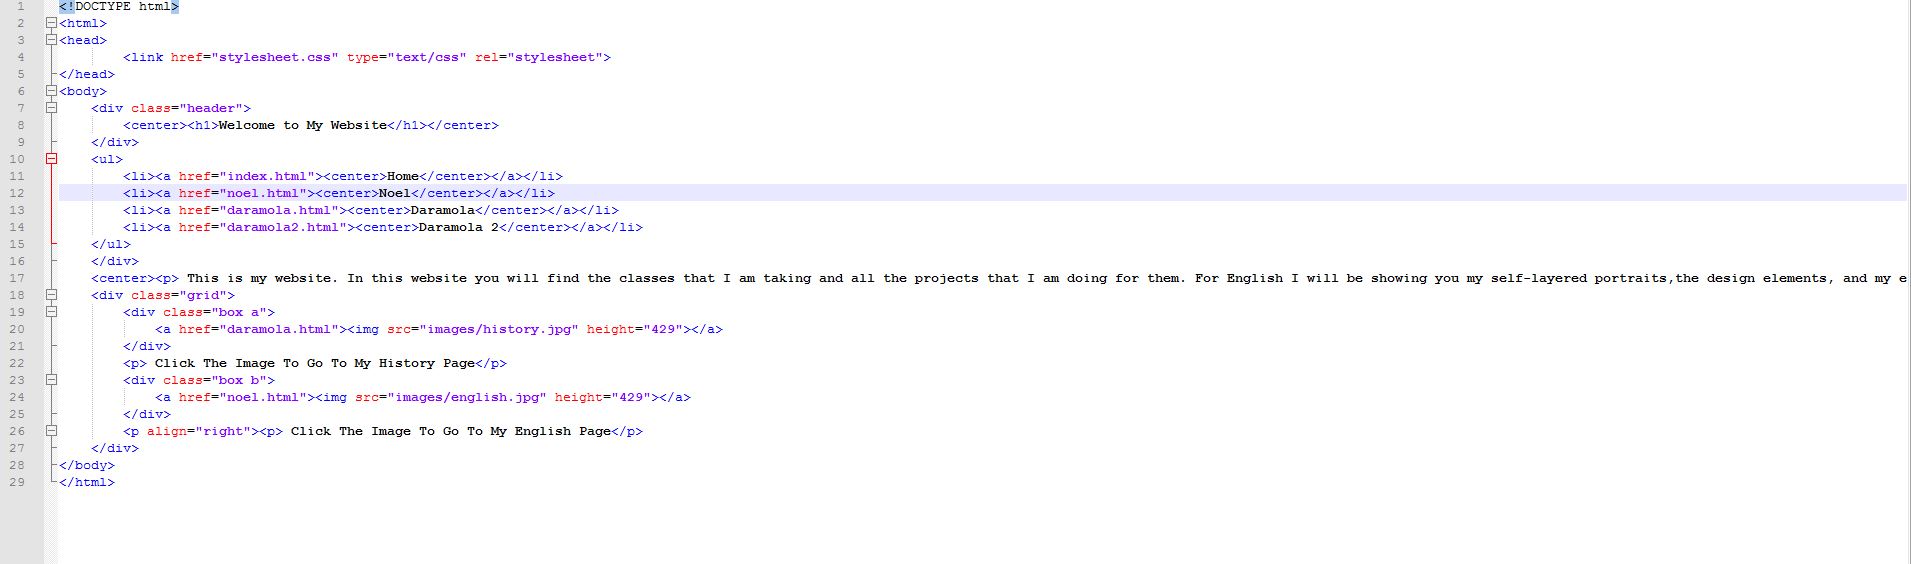 1 <!DOCTYPE html>
2 <html>
3 <head>
4 <link href="stylesheet.css" type="text/css" rel="stylesheet">
5 </head>
6 <body>
7 <div class="header">
8 <center><h1>Welcome to My Website</h1></center>
9 </div>
10 <ul>
11 <li><a href="index.html"><center>Home</center></a></li>
12 <li><a href="noel.html"><center>Noel</center></a></li>
13 <li><a href="daramola.html"><center>Daramola</center></a></li>
14 <li><a href="daramola2.html"><center>Daramola 2</center></a></li>
15 </ul>
16 </div>
17 <center><p> This is my website. In this website you will find the classes that I am taking and all the projects that I am doing for them. For English I will be showing you my self-layered portraits,the design elements, and my e
18 <div class="grid">
19 <div class="box a">
20 <a href="daramola.html"><img src="images/history.jpg" height="429"></a>
21 </div>
22 <p> Click The Image To Go To My History Page</p>
23 <div class="box b">
24 <a href="noel.html"><img src="images/english.jpg" height="429"></a>
25 </div>
26 <p align="right"><p> Click The Image To Go To My English Page</p>
27 </div>
28 </body>
29 </html>